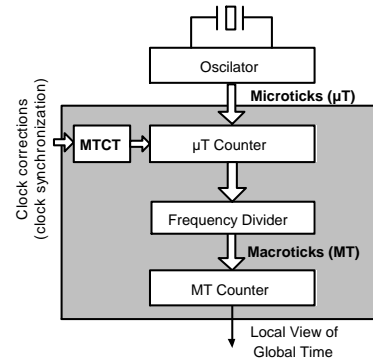 Oscilator
Microticks (µT)
Clock corrections
(clock synchronization)
MTCT
µT Counter
Frequency Divider
Macroticks (MT)
MT Counter
Local View of
Global Time